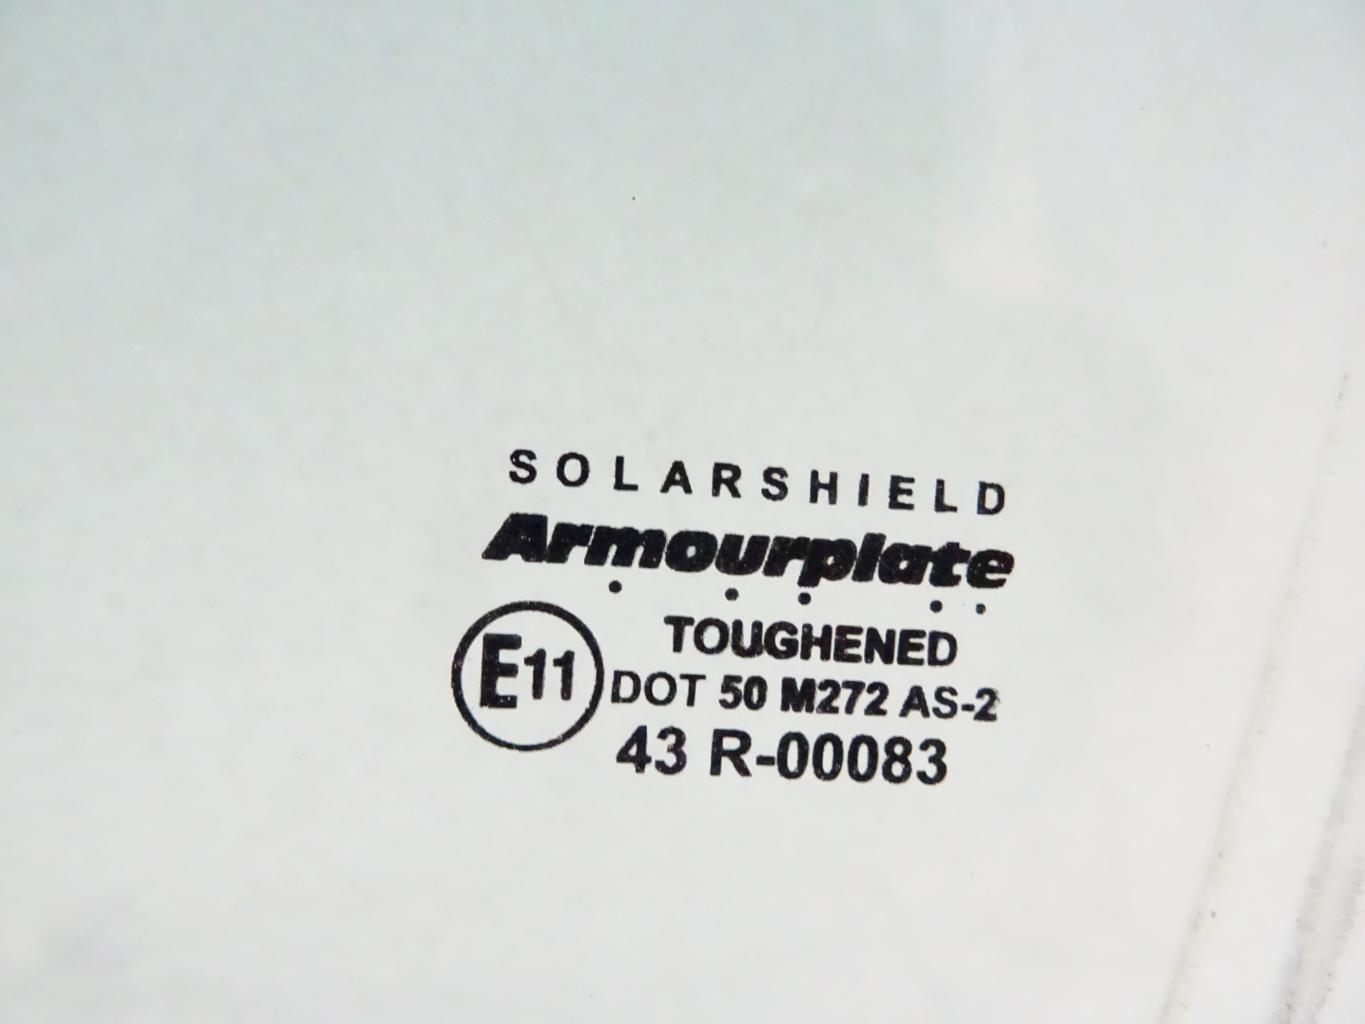 SOLARSHIELD
Armourplate
TOUGHENED
E11 DOT 50 M272 AS-2
43 R-00083